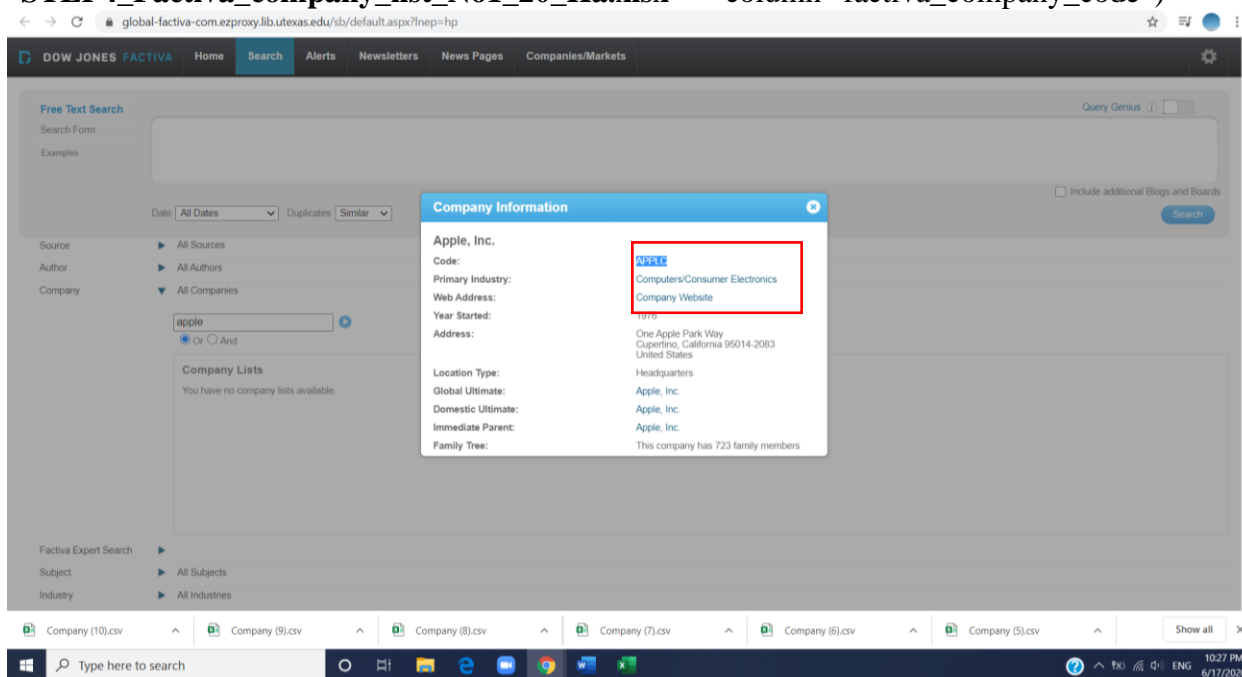 STEP4_Factiva_company_list_No1_20_Ha.xlsx column "factiva_company_code")
global-factiva-com.ezproxy.lib.utexas.edu/sb/default.aspx?lnep=hp
DOW JONES FACTIVA Home Search Alerts Newsletters News Pages Companies/Markets
Free Text Search Query Genius
Search Form
Examples
Include additional Blogs and Boards
Date All Dates Duplicates Similar Search
Company Information
Source All Sources
Author All Authors
Company All Companies
apple
Or And
Company Lists
You have no company lists available.
Apple, Inc.
Code: APPLC
Primary Industry: Computers/Consumer Electronics
Web Address: Company Website
Year Started: 1976
Address: One Apple Park Way
Cupertino, California 95014-2083
United States
Location Type: Headquarters
Global Ultimate: Apple, Inc.
Domestic Ultimate: Apple, Inc.
Immediate Parent: Apple, Inc.
Family Tree: This company has 723 family members
Factiva Expert Search
Subject All Subjects
Industry All Industries
Company (10).csv Company (9).csv Company (8).csv Company (7).csv Company (6).csv Company (5).csv Show all
Type here to search ENG 10:27 PM
6/17/202